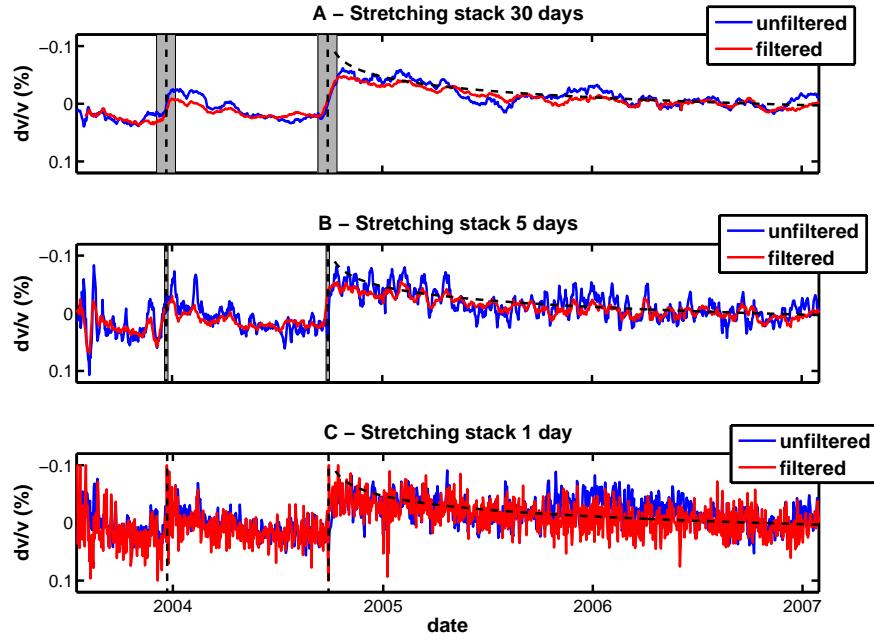 A – Stretching stack 30 days
unfiltered
filtered
−0.1
0
0.1
dv/v (%)
B – Stretching stack 5 days
unfiltered
filtered
−0.1
0
0.1
dv/v (%)
C – Stretching stack 1 day
unfiltered
filtered
−0.1
0
0.1
dv/v (%)
2004
2005
2006
2007
date